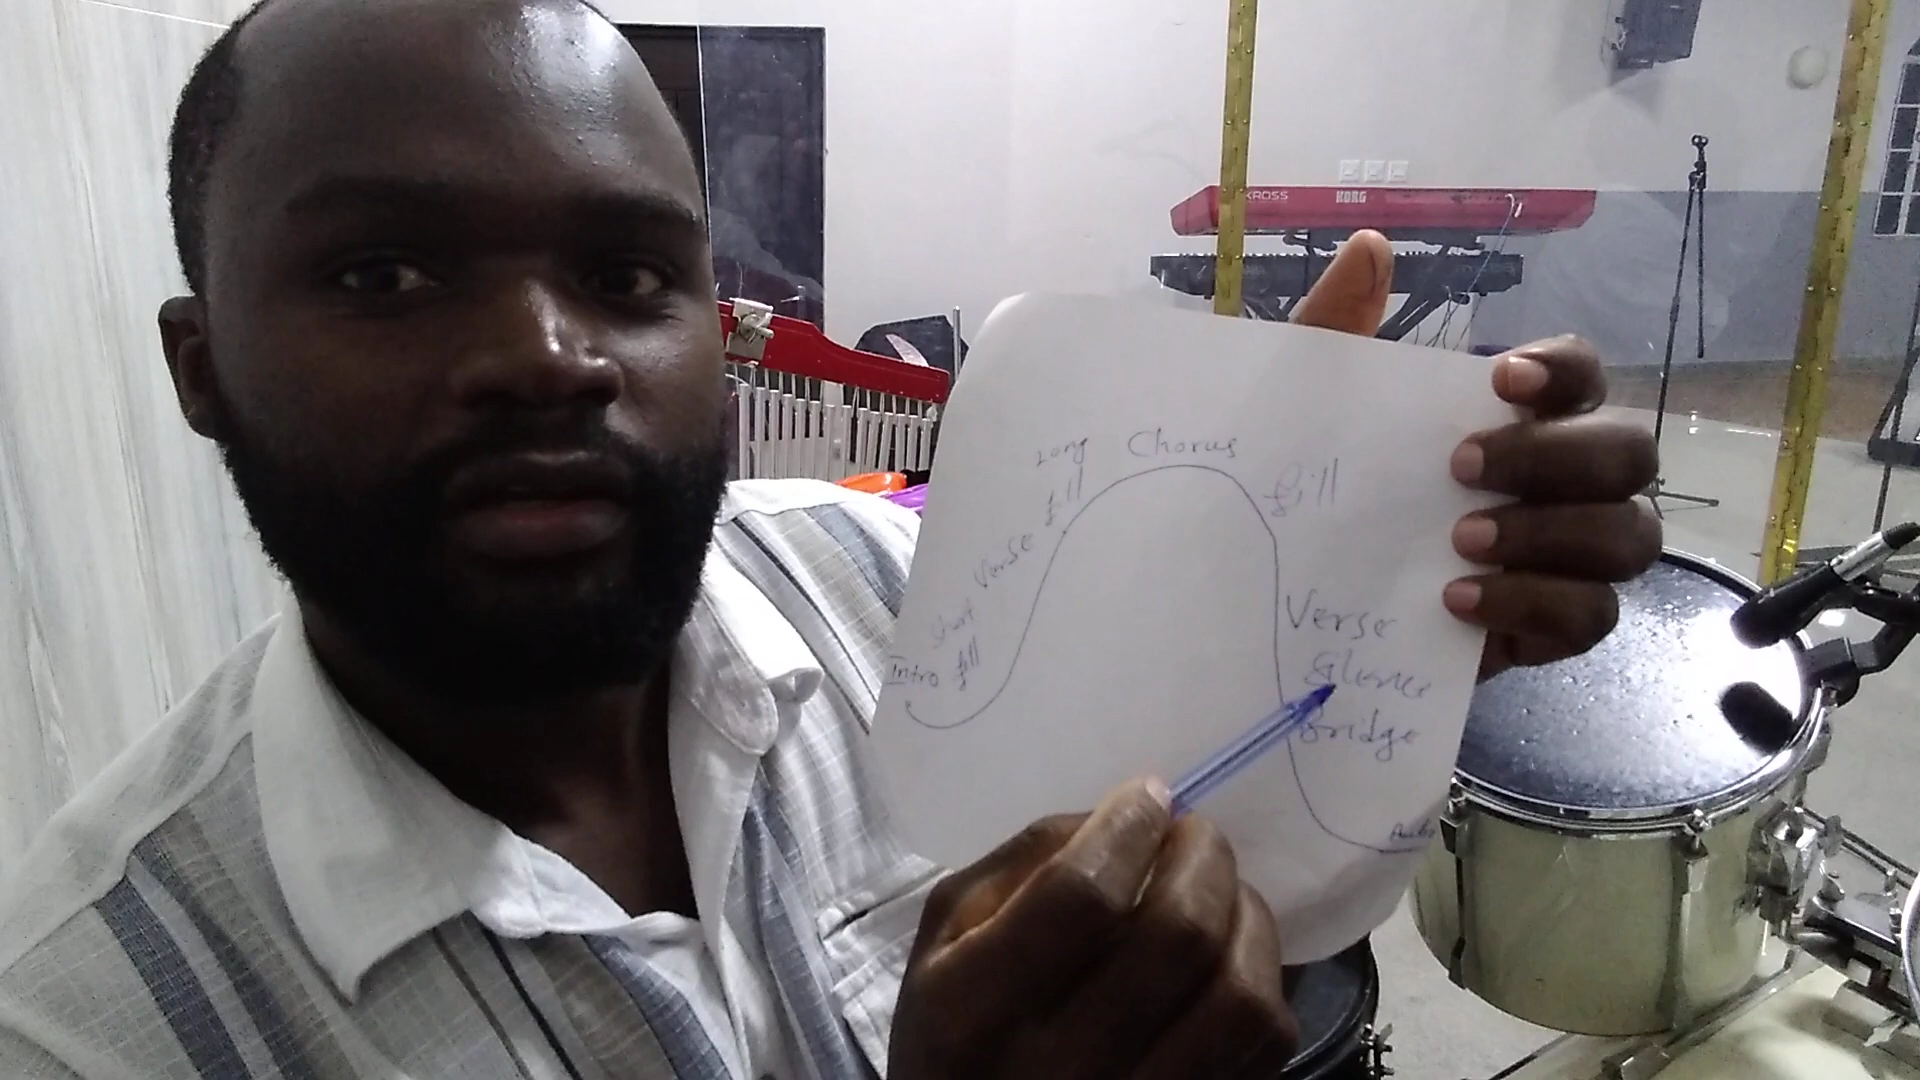 KROSS
KORG
Long
Chorus
fill
fill
Verse
Short
Intro fill
Verse
Silence
Bridge